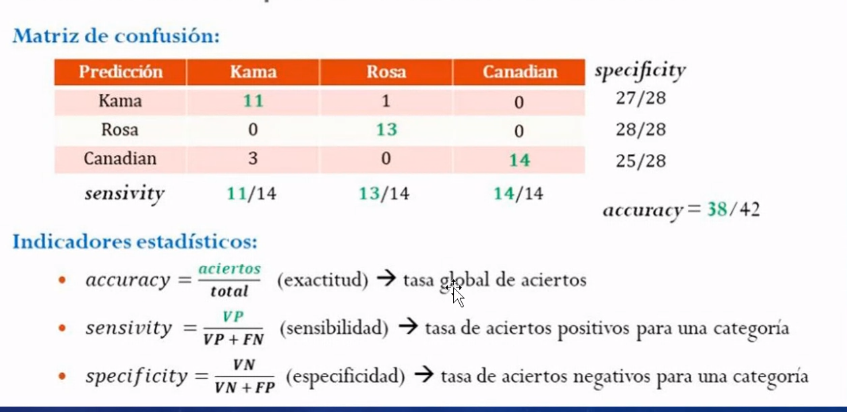 Matriz de confusión:
Predicción Kama Rosa Canadian specificity
Kama 11 1 0 27/28
Rosa 0 13 0 28/28
Canadian 3 0 14 25/28
sensivity 11/14 13/14 14/14
accuracy = 38/42
Indicadores estadísticos:
• accuracy = aciertos/total (exactitud) → tasa global de aciertos
• sensivity = VP/VP + FN (sensibilidad) → tasa de aciertos positivos para una categoría
• specificity = VN/VN + FP (especificidad) → tasa de aciertos negativos para una categoría